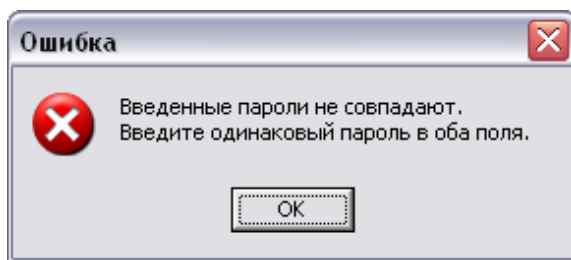 Ошибка
Введенные пароли не совпадают.
Введите одинаковый пароль в оба поля.
OK